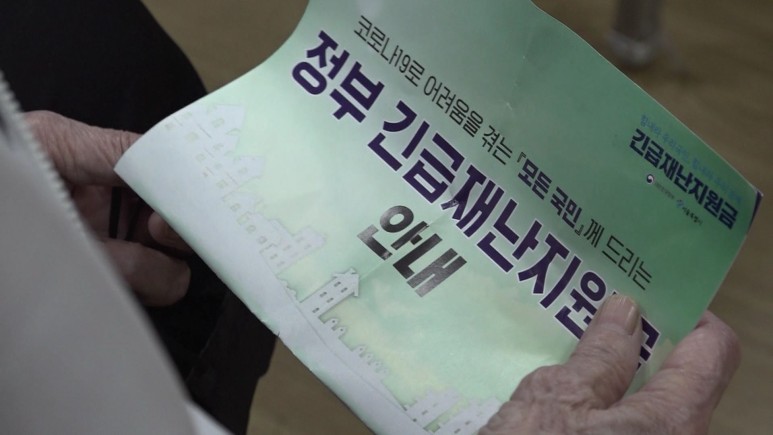 코로나19로 어려움을 겪는 『모든 국민』께 드리는
정부 긴급재난지원금
안내
긴급재난지원금